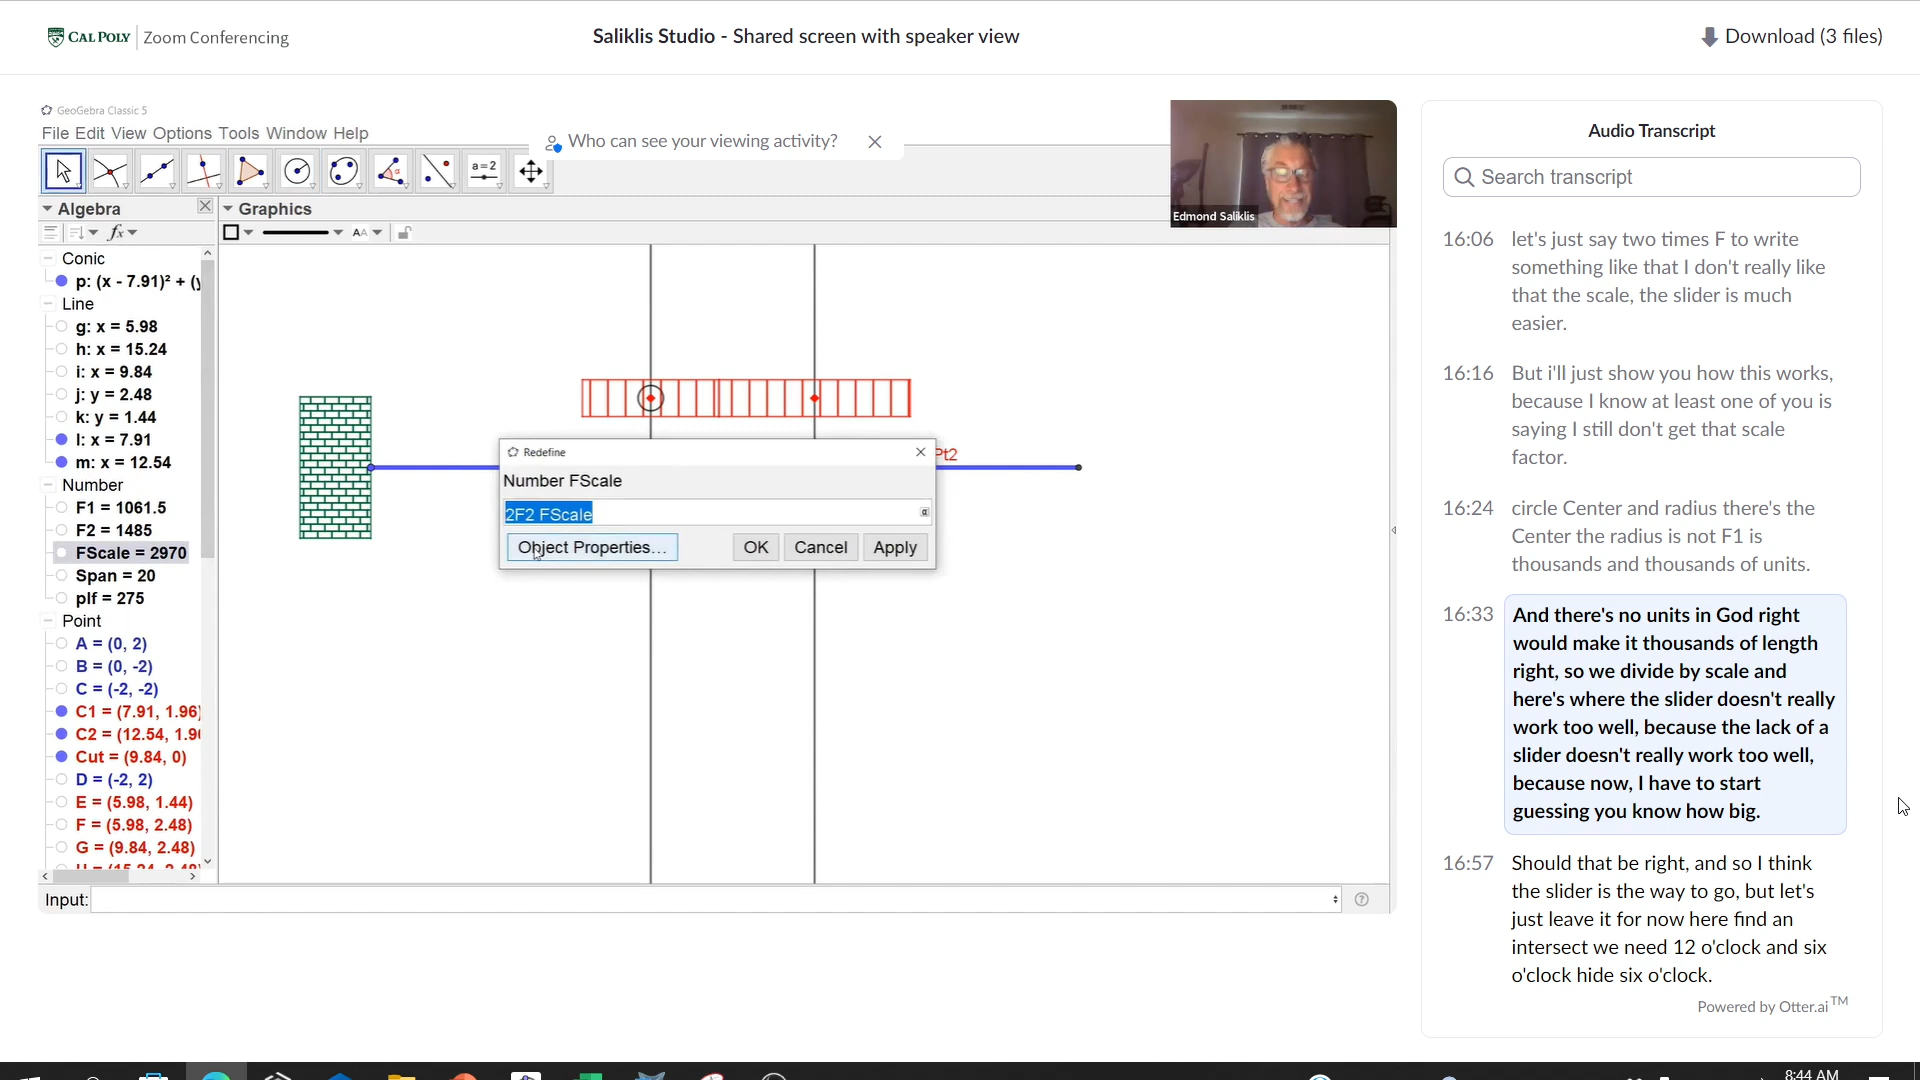 CAL POLY Zoom Conferencing
Saliklis Studio - Shared screen with speaker view
Download (3 files)
GeoGebra Classic 5
File Edit View Options Tools Window Help
Who can see your viewing activity?
a=2
Edmond Saliklis
Algebra
Graphics
fx
AA
Conic
p: (x - 7.91)² + (y
Line
g: x = 5.98
h: x = 15.24
i: x = 9.84
j: y = 2.48
k: y = 1.44
l: x = 7.91
m: x = 12.54
Number
F1 = 1061.5
F2 = 1485
FScale = 2970
Span = 20
plf = 275
Point
A = (0, 2)
B = (0, -2)
C = (-2, -2)
C1 = (7.91, 1.96)
C2 = (12.54, 1.96
Cut = (9.84, 0)
D = (-2, 2)
E = (5.98, 1.44)
F = (5.98, 2.48)
G = (9.84, 2.48)
Pt2
Redefine
Number FScale
2F2 FScale
α
Object Properties…
OK
Cancel
Apply
Input:
Audio Transcript
Search transcript
16:06 let's just say two times F to write
something like that I don't really like
that the scale, the slider is much
easier.
16:16 But i'll just show you how this works,
because I know at least one of you is
saying I still don't get that scale
factor.
16:24 circle Center and radius there's the
Center the radius is not F1 is
thousands and thousands of units.
16:33 And there's no units in God right
would make it thousands of length
right, so we divide by scale and
here's where the slider doesn't really
work too well, because the lack of a
slider doesn't really work too well,
because now, I have to start
guessing you know how big.
16:57 Should that be right, and so I think
the slider is the way to go, but let's
just leave it for now here find an
intersect we need 12 o'clock and six
o'clock hide six o'clock.
Powered by Otter.ai TM
8:44 AM